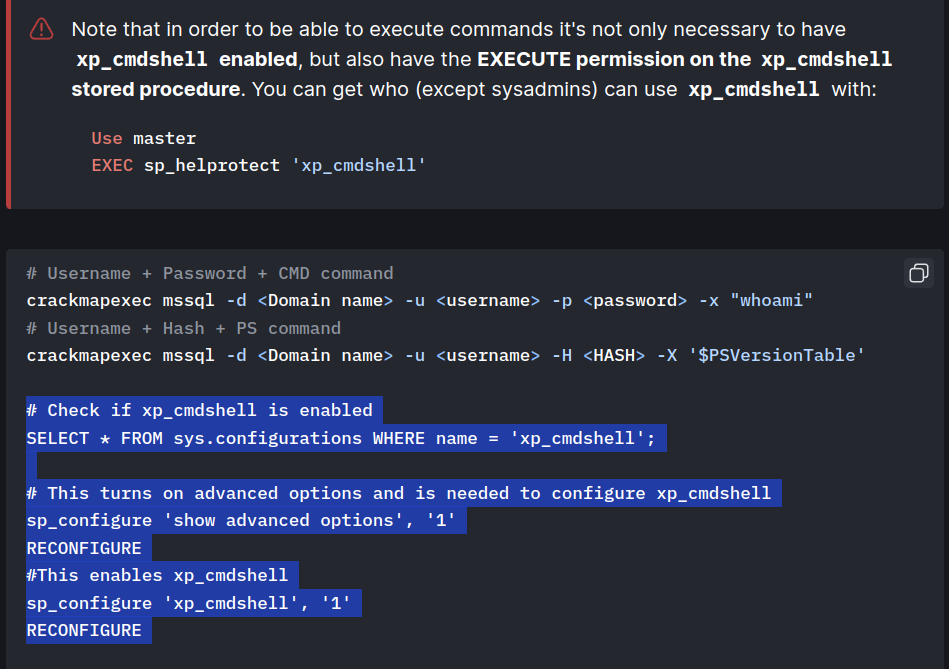 Note that in order to be able to execute commands it's not only necessary to have
xp_cmdshell enabled, but also have the EXECUTE permission on the xp_cmdshell
stored procedure. You can get who (except sysadmins) can use xp_cmdshell with:
Use master
EXEC sp_helprotect 'xp_cmdshell'
# Username + Password + CMD command
crackmapexec mssql -d <Domain name> -u <username> -p <password> -x "whoami"
# Username + Hash + PS command
crackmapexec mssql -d <Domain name> -u <username> -H <HASH> -X '$PSVersionTable'
# Check if xp_cmdshell is enabled
SELECT * FROM sys.configurations WHERE name = 'xp_cmdshell';
# This turns on advanced options and is needed to configure xp_cmdshell
sp_configure 'show advanced options', '1'
RECONFIGURE
#This enables xp_cmdshell
sp_configure 'xp_cmdshell', '1'
RECONFIGURE